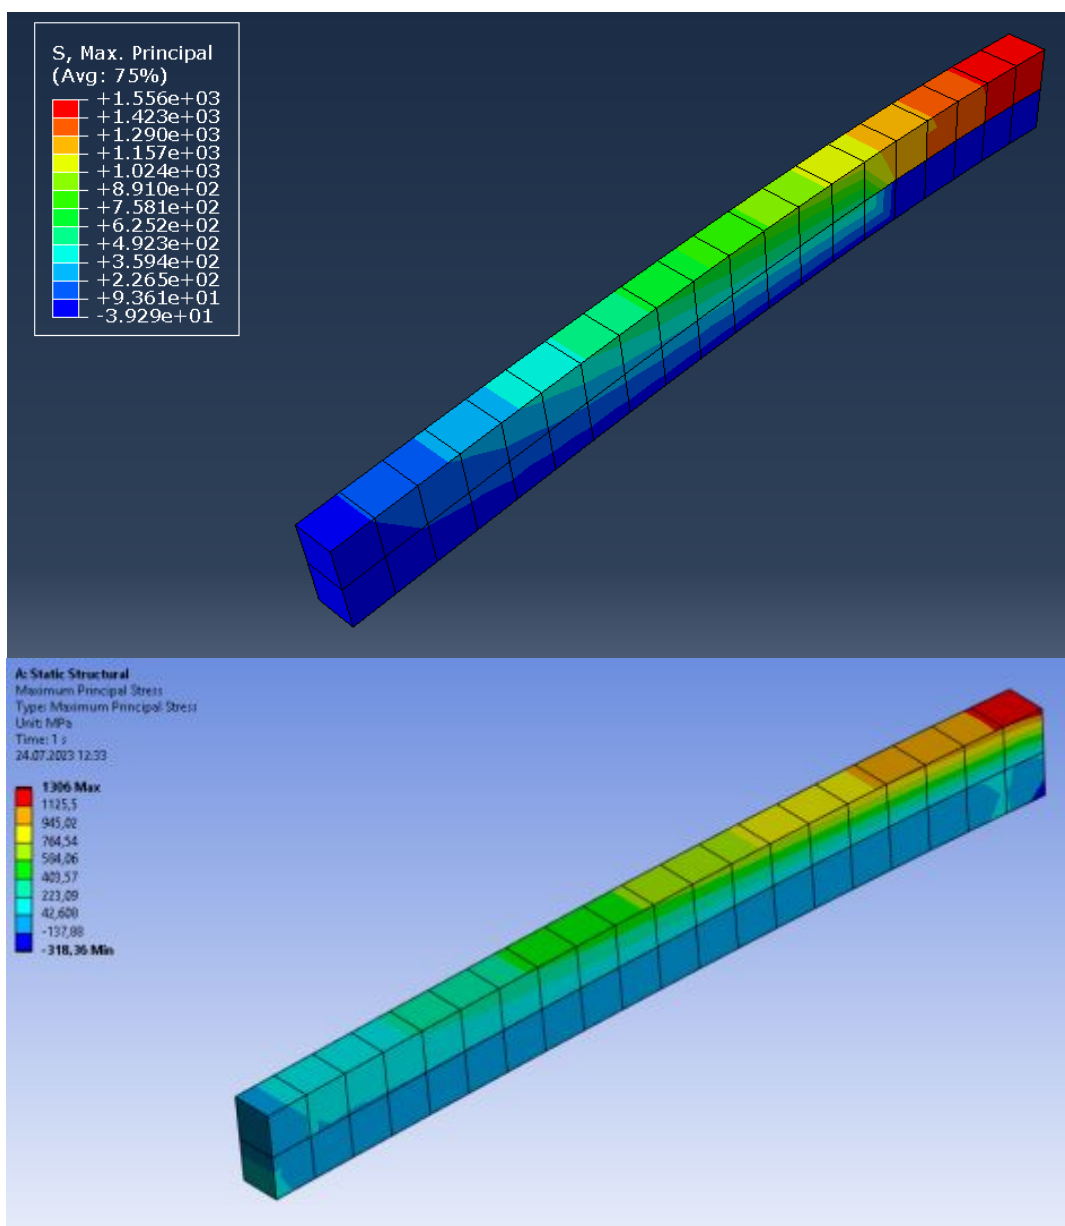 S, Max. Principal
(Avg: 75%)
+1.556e+03
+1.423e+03
+1.290e+03
+1.157e+03
+1.024e+03
+8.910e+02
+7.581e+02
+6.252e+02
+4.923e+02
+3.594e+02
+2.265e+02
+9.361e+01
-3.929e+01
A: Static Structural
Maximum Principal Stress
Type: Maximum Principal Stress
Unit: MPa
Time: 1 s
24.07.2023 12:33
1306 Max
1125,5
945,02
764,54
584,06
403,57
223,09
42,608
-137,88
-318,36 Min